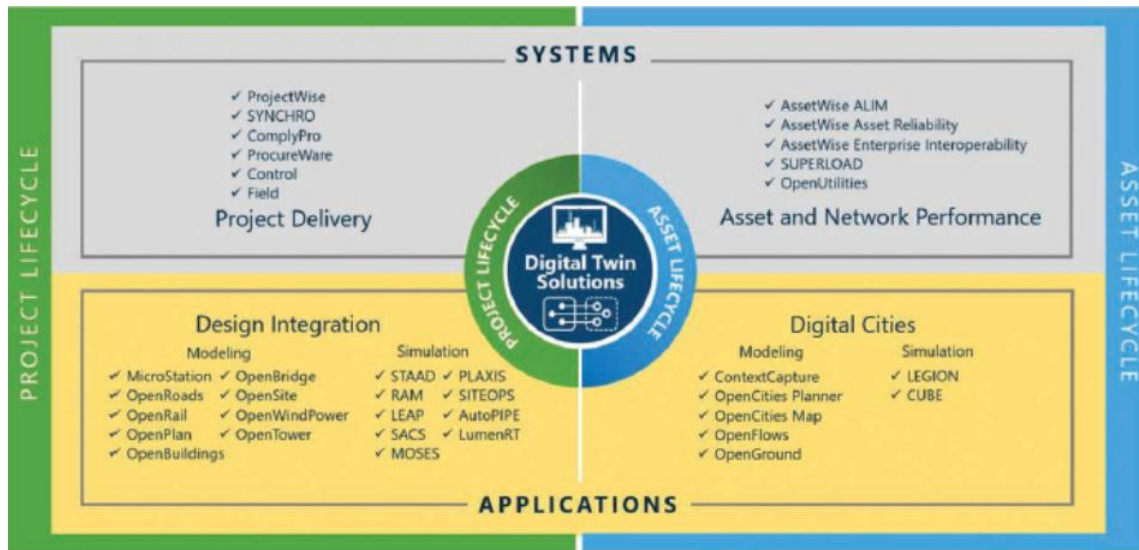 SYSTEMS
PROJECT LIFECYCLE
✓ ProjectWise
✓ SYNCHRO
✓ ComplyPro
✓ ProcureWare
✓ Control
✓ Field
Project Delivery
✓ AssetWise ALIM
✓ AssetWise Asset Reliability
✓ AssetWise Enterprise Interoperability
✓ SUPERLOAD
✓ OpenUtilities
Asset and Network Performance
ASSET LIFECYCLE
PROJECT LIFECYCLE
Digital Twin
Solutions
ASSET LIFECYCLE
Design Integration
Modeling
✓ MicroStation ✓ OpenBridge
✓ OpenRoads ✓ OpenSite
✓ OpenRail ✓ OpenWindPower
✓ OpenPlan ✓ OpenTower
✓ OpenBuildings
Simulation
✓ STAAD ✓ PLAXIS
✓ RAM ✓ SITEOPS
✓ LEAP ✓ AutoPIPE
✓ SACS ✓ LumenRT
✓ MOSES
Digital Cities
Modeling
✓ ContextCapture
✓ OpenCities Planner
✓ OpenCities Map
✓ OpenFlows
✓ OpenGround
Simulation
✓ LEGION
✓ CUBE
APPLICATIONS